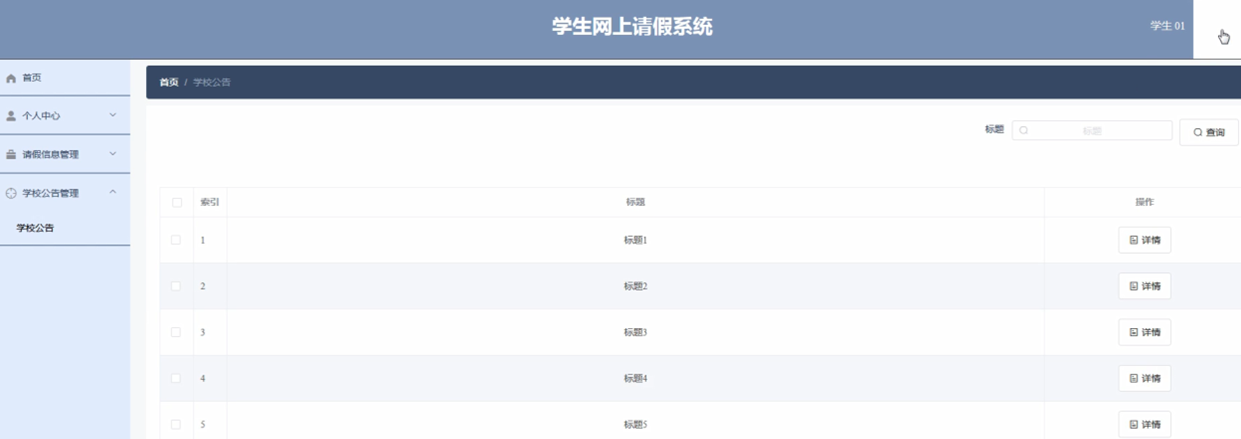 学生网上请假系统
学生 01
首页
个人中心
请假信息管理
学校公告管理
学校公告
首页 / 学校公告
标题 标题 查询
索引 标题 操作
1 标题1 详情
2 标题2 详情
3 标题3 详情
4 标题4 详情
5 标题5 详情